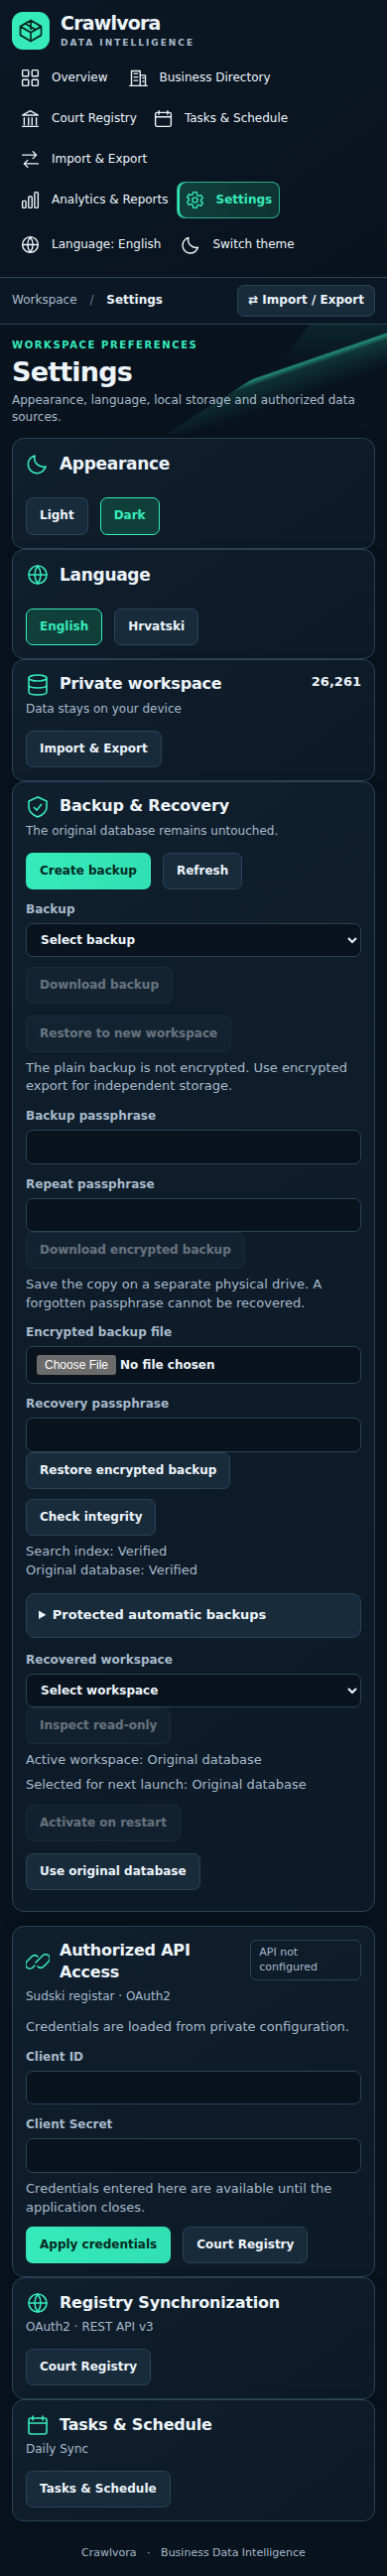 Crawlvora
DATA INTELLIGENCE
Overview
Business Directory
Court Registry
Tasks & Schedule
Import & Export
Analytics & Reports
Settings
Language: English
Switch theme
Workspace / Settings
⇄ Import / Export
WORKSPACE PREFERENCES
Settings
Appearance, language, local storage and authorized data
sources.
Appearance
Light
Dark
Language
English
Hrvatski
Private workspace
26,261
Data stays on your device
Import & Export
Backup & Recovery
The original database remains untouched.
Create backup
Refresh
Backup
Select backup
Download backup
Restore to new workspace
The plain backup is not encrypted. Use encrypted
export for independent storage.
Backup passphrase
Repeat passphrase
Download encrypted backup
Save the copy on a separate physical drive. A
forgotten passphrase cannot be recovered.
Encrypted backup file
Choose File No file chosen
Recovery passphrase
Restore encrypted backup
Check integrity
Search index: Verified
Original database: Verified
Protected automatic backups
Recovered workspace
Select workspace
Inspect read-only
Active workspace: Original database
Selected for next launch: Original database
Activate on restart
Use original database
Authorized API
Access
API not
configured
Sudski registar · OAuth2
Credentials are loaded from private configuration.
Client ID
Client Secret
Credentials entered here are available until the
application closes.
Apply credentials
Court Registry
Registry Synchronization
OAuth2 · REST API v3
Court Registry
Tasks & Schedule
Daily Sync
Tasks & Schedule
Crawlvora · Business Data Intelligence